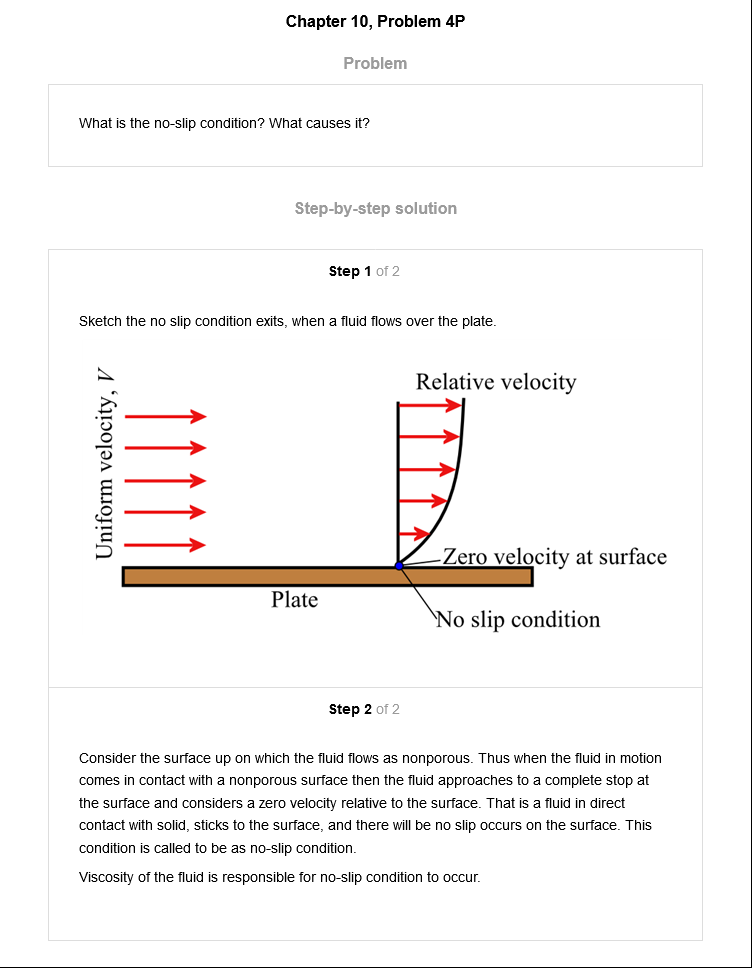 Chapter 10, Problem 4P
Problem
What is the no-slip condition? What causes it?
Step-by-step solution
Step 1 of 2
Sketch the no slip condition exits, when a fluid flows over the plate.
Uniform velocity, V
Relative velocity
Zero velocity at surface
Plate
No slip condition
Step 2 of 2
Consider the surface up on which the fluid flows as nonporous. Thus when the fluid in motion
comes in contact with a nonporous surface then the fluid approaches to a complete stop at
the surface and considers a zero velocity relative to the surface. That is a fluid in direct
contact with solid, sticks to the surface, and there will be no slip occurs on the surface. This
condition is called to be as no-slip condition.
Viscosity of the fluid is responsible for no-slip condition to occur.